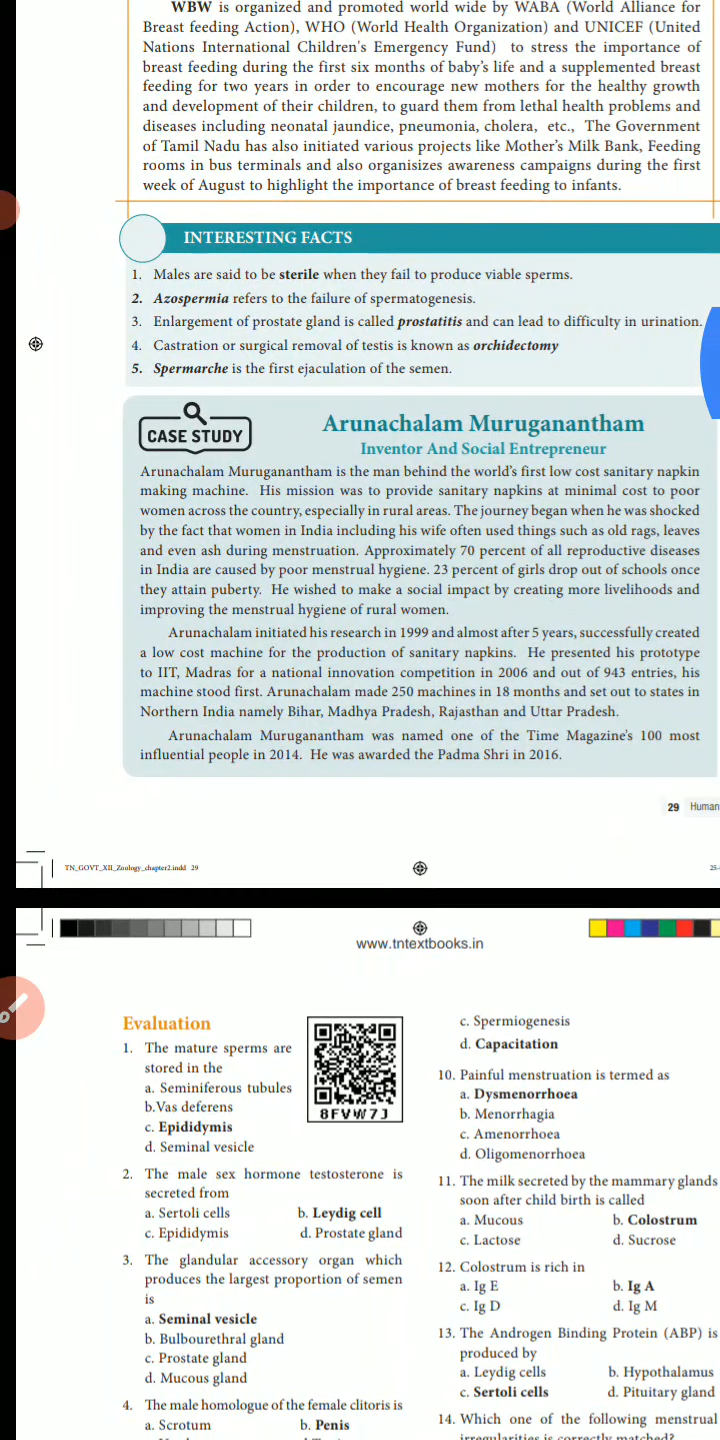 WBW is organized and promoted world wide by WABA (World Alliance for
Breast feeding Action), WHO (World Health Organization) and UNICEF (United
Nations International Children's Emergency Fund) to stress the importance of
breast feeding during the first six months of baby's life and a supplemented breast
feeding for two years in order to encourage new mothers for the healthy growth
and development of their children, to guard them from lethal health problems and
diseases including neonatal jaundice, pneumonia, cholera, etc., The Government
of Tamil Nadu has also initiated various projects like Mother's Milk Bank, Feeding
rooms in bus terminals and also organisizes awareness campaigns during the first
week of August to highlight the importance of breast feeding to infants.
INTERESTING FACTS
1. Males are said to be sterile when they fail to produce viable sperms.
2. Azospermia refers to the failure of spermatogenesis.
3. Enlargement of prostate gland is called prostatitis and can lead to difficulty in urination.
4. Castration or surgical removal of testis is known as orchidectomy
5. Spermarche is the first ejaculation of the semen.
CASE STUDY
Arunachalam Muruganantham
Inventor And Social Entrepreneur
Arunachalam Muruganantham is the man behind the world's first low cost sanitary napkin
making machine. His mission was to provide sanitary napkins at minimal cost to poor
women across the country, especially in rural areas. The journey began when he was shocked
by the fact that women in India including his wife often used things such as old rags, leaves
and even ash during menstruation. Approximately 70 percent of all reproductive diseases
in India are caused by poor menstrual hygiene. 23 percent of girls drop out of schools once
they attain puberty. He wished to make a social impact by creating more livelihoods and
improving the menstrual hygiene of rural women.
Arunachalam initiated his research in 1999 and almost after 5 years, successfully created
a low cost machine for the production of sanitary napkins. He presented his prototype
to IIT, Madras for a national innovation competition in 2006 and out of 943 entries, his
machine stood first. Arunachalam made 250 machines in 18 months and set out to states in
Northern India namely Bihar, Madhya Pradesh, Rajasthan and Uttar Pradesh.
Arunachalam Muruganantham was named one of the Time Magazine's 100 most
influential people in 2014. He was awarded the Padma Shri in 2016.
29 Human
TN_GOVT_XII_Zoology_chapter2.indd 29
25-
www.tntextbooks.in
Evaluation
1. The mature sperms are
stored in the
a. Seminiferous tubules
b.Vas deferens
c. Epididymis
d. Seminal vesicle
8FVW7J
2. The male sex hormone testosterone is
secreted from
a. Sertoli cells b. Leydig cell
c. Epididymis d. Prostate gland
3. The glandular accessory organ which
produces the largest proportion of semen
is
a. Seminal vesicle
b. Bulbourethral gland
c. Prostate gland
d. Mucous gland
4. The male homologue of the female clitoris is
a. Scrotum b. Penis
c. Spermiogenesis
d. Capacitation
10. Painful menstruation is termed as
a. Dysmenorrhoea
b. Menorrhagia
c. Amenorrhoea
d. Oligomenorrhoea
11. The milk secreted by the mammary glands
soon after child birth is called
a. Mucous b. Colostrum
c. Lactose d. Sucrose
12. Colostrum is rich in
a. Ig E b. Ig A
c. Ig D d. Ig M
13. The Androgen Binding Protein (ABP) is
produced by
a. Leydig cells b. Hypothalamus
c. Sertoli cells d. Pituitary gland
14. Which one of the following menstrual
irregularities is correctly matched?